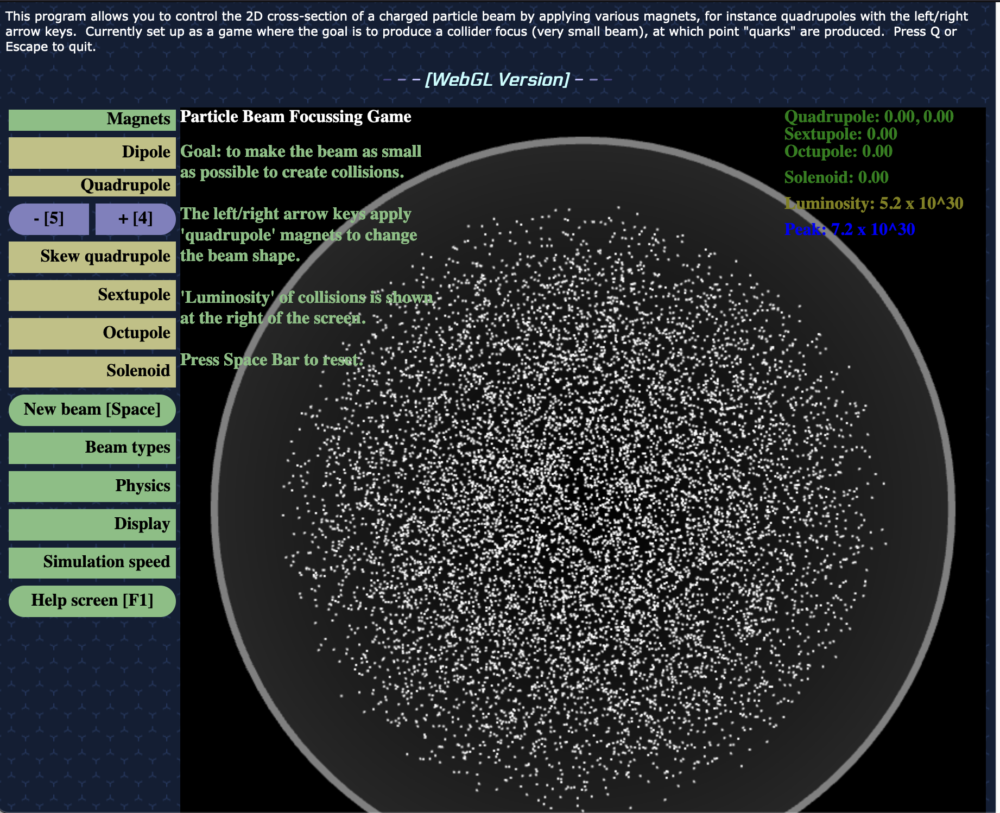 This program allows you to control the 2D cross-section of a charged particle beam by applying various magnets, for instance quadrupoles with the left/right
arrow keys.  Currently set up as a game where the goal is to produce a collider focus (very small beam), at which point "quarks" are produced.  Press Q or
Escape to quit.
- - - [WebGL Version] - - -
Magnets
Dipole
Quadrupole
- [5]
+ [4]
Skew quadrupole
Sextupole
Octupole
Solenoid
New beam [Space]
Beam types
Physics
Display
Simulation speed
Help screen [F1]
Particle Beam Focussing Game
Goal: to make the beam as small
as possible to create collisions.
The left/right arrow keys apply
'quadrupole' magnets to change
the beam shape.
'Luminosity' of collisions is shown
at the right of the screen.
Press Space Bar to reset.
Quadrupole: 0.00, 0.00
Sextupole: 0.00
Octupole: 0.00
Solenoid: 0.00
Luminosity: 5.2 x 10^30
Peak: 7.2 x 10^30